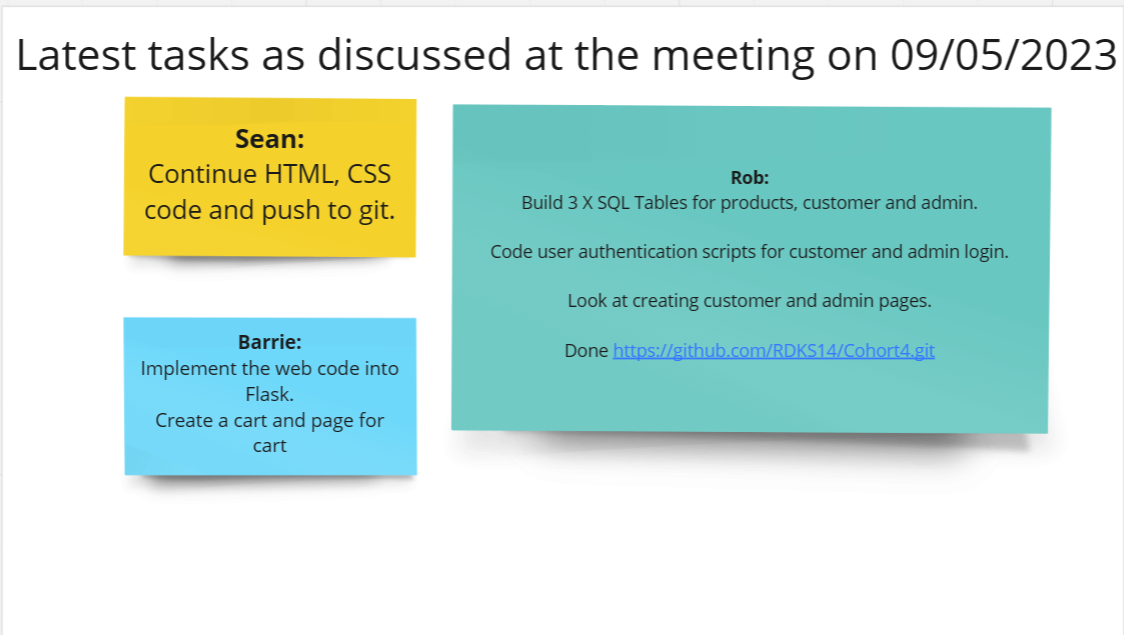 Latest tasks as discussed at the meeting on 09/05/2023
Sean:
Continue HTML, CSS
code and push to git.
Barrie:
Implement the web code into
Flask.
Create a cart and page for
cart
Rob:
Build 3 X SQL Tables for products, customer and admin.
Code user authentication scripts for customer and admin login.
Look at creating customer and admin pages.
Done https://github.com/RDKS14/Cohort4.git